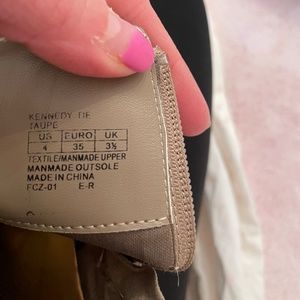 KENNEDY DE
TAUPE
US EURO UK
4 35 3½
TEXTILE/MANMADE UPPER
MANMADE OUTSOLE
MADE IN CHINA
FCZ-01 E-R